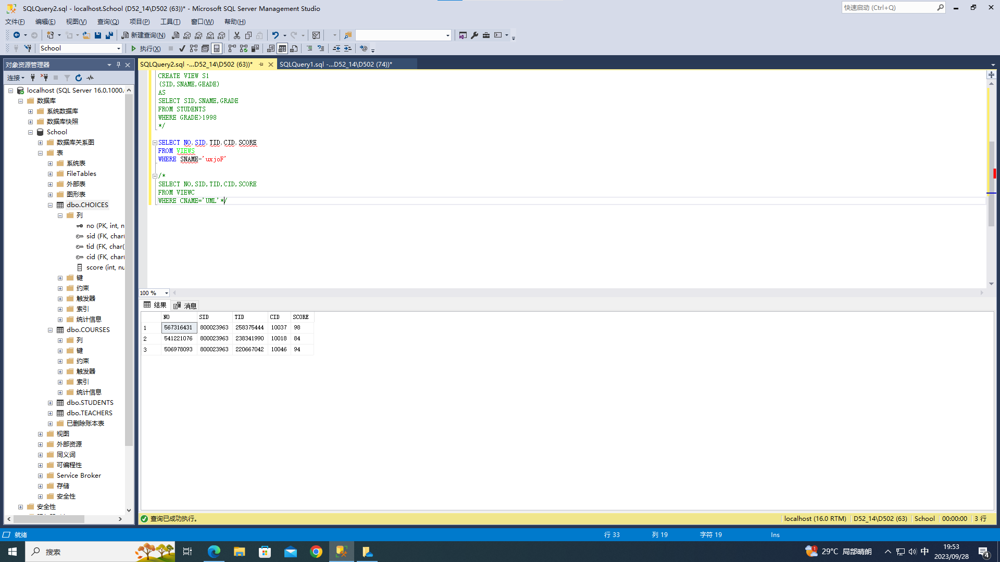 SQLQuery2.sql - localhost.School (D52_14\D502 (63))* - Microsoft SQL Server Management Studio
快速启动 (Ctrl+Q)
文件(F) 编辑(E) 视图(V) 查询(Q) 项目(P) 工具(T) 窗口(W) 帮助(H)
新建查询(N)
MDX DMX XMLA DAX
School
执行(X)
对象资源管理器
SQLQuery2.sql -...D52_14\D502 (63))*
SQLQuery1.sql -...D52_14\D502 (74))*
连接
localhost (SQL Server 16.0.1000.
数据库
系统数据库
数据库快照
School
数据库关系图
表
系统表
FileTables
外部表
图形表
dbo.CHOICES
列
no (PK, int, n
sid (FK, char(
tid (FK, char(
cid (FK, char(
score (int, nu
键
约束
触发器
索引
统计信息
dbo.COURSES
列
键
约束
触发器
索引
统计信息
dbo.STUDENTS
dbo.TEACHERS
已删除账本表
视图
外部资源
同义词
可编程性
Service Broker
存储
安全性
安全性
CREATE VIEW S1
(SID,SNAME,GEADE)
AS
SELECT SID,SNAME,GRADE
FROM STUDENTS
WHERE GRADE>1998
*/
SELECT NO,SID,TID,CID,SCORE
FROM VIEWS
WHERE SNAME='uxjoF'
/*
SELECT NO,SID,TID,CID,SCORE
FROM VIEWC
WHERE CNAME='UML'*/
100 %
结果 消息
NO SID TID CID SCORE
1 567316431 800023963 258375444 10037 98
2 541221076 800023963 238341990 10018 84
3 506978093 800023963 220667042 10046 94
查询已成功执行。
localhost (16.0 RTM) D52_14\D502 (63) School 00:00:00 3 行
就绪
行 33 列 19 字符 19 Ins
搜索
1
29°C 局部晴朗
中
19:53
2023/09/28
4